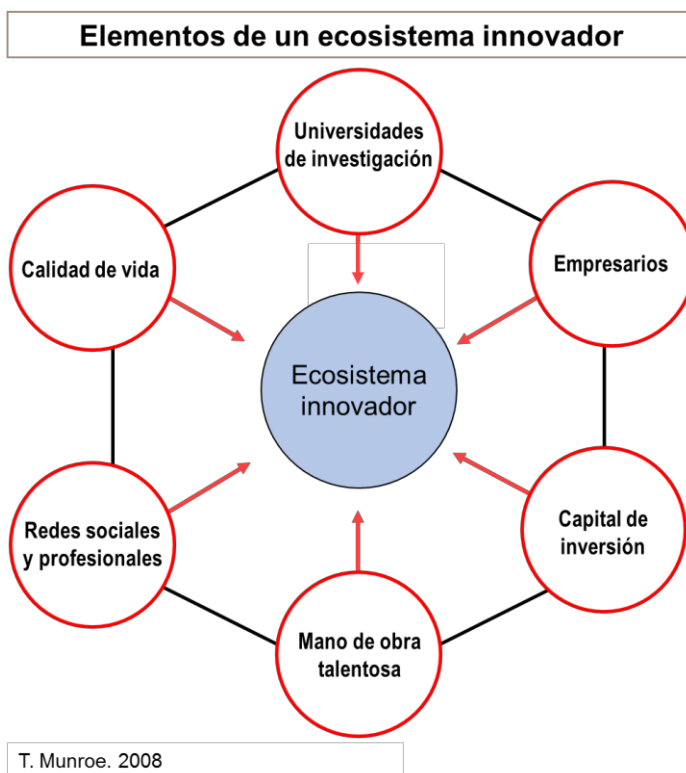 Elementos de un ecosistema innovador
Universidades
de investigación
Calidad de vida
Empresarios
Ecosistema
innovador
Redes sociales
y profesionales
Capital de
inversión
Mano de obra
talentosa
T. Munroe. 2008